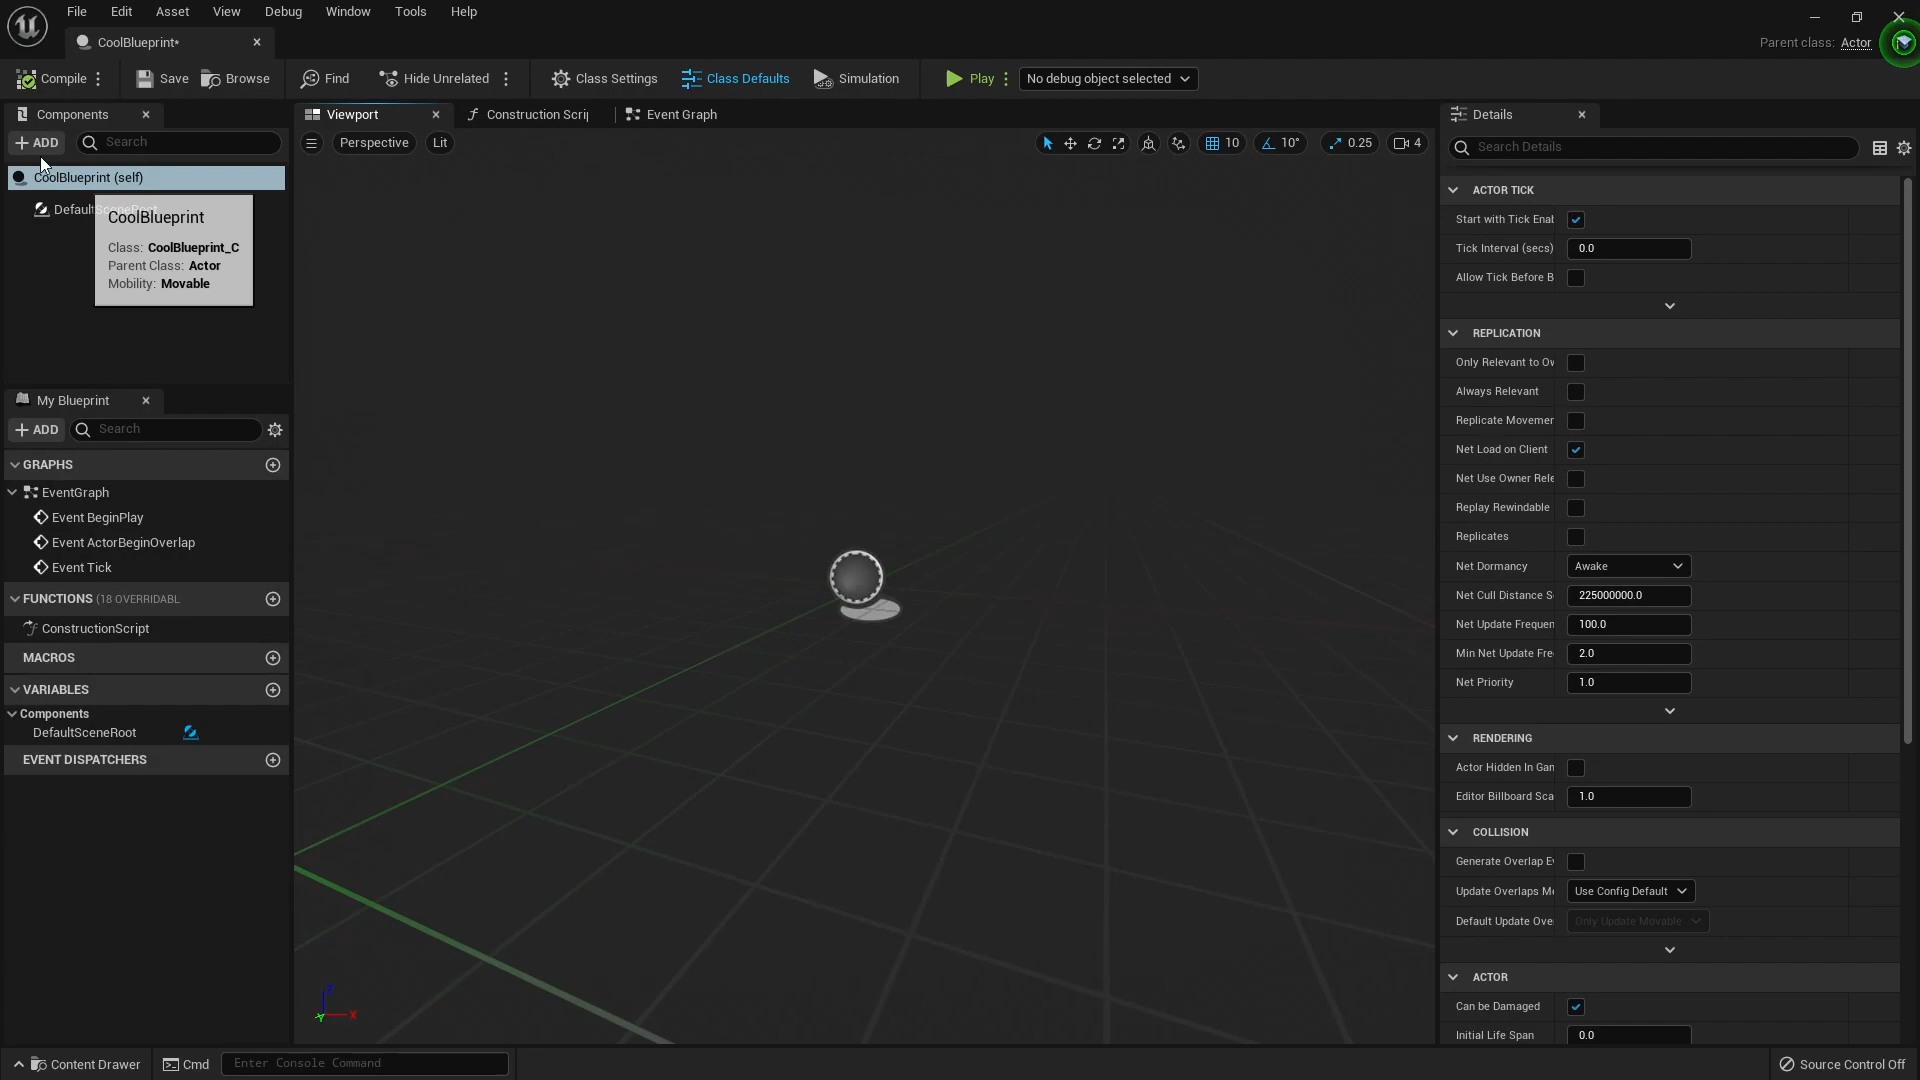 File Edit Asset View Debug Window Tools Help
CoolBlueprint*
Parent class: Actor
Compile Save Browse Find Hide Unrelated Class Settings Class Defaults Simulation Play No debug object selected
Components
Viewport Construction Scrip Event Graph
Details
ADD Search
Perspective Lit
10 10° 0.25 4
Search Details
CoolBlueprint (self)
CoolBlueprint
Class: CoolBlueprint_C
Parent Class: Actor
Mobility: Movable
My Blueprint
ADD Search
GRAPHS
EventGraph
Event BeginPlay
Event ActorBeginOverlap
Event Tick
FUNCTIONS (18 OVERRIDABL
ConstructionScript
MACROS
VARIABLES
Components
DefaultSceneRoot
EVENT DISPATCHERS
Z
X
Y
ACTOR TICK
Start with Tick Enab
Tick Interval (secs) 0.0
Allow Tick Before B
REPLICATION
Only Relevant to Ow
Always Relevant
Replicate Movemen
Net Load on Client
Net Use Owner Rele
Replay Rewindable
Replicates
Net Dormancy Awake
Net Cull Distance S 225000000.0
Net Update Frequen 100.0
Min Net Update Fre 2.0
Net Priority 1.0
RENDERING
Actor Hidden In Gan
Editor Billboard Sca 1.0
COLLISION
Generate Overlap Ev
Update Overlaps Me Use Config Default
Default Update Over Only Update Movable
ACTOR
Can be Damaged
Initial Life Span 0.0
Content Drawer Cmd Enter Console Command
Source Control Off